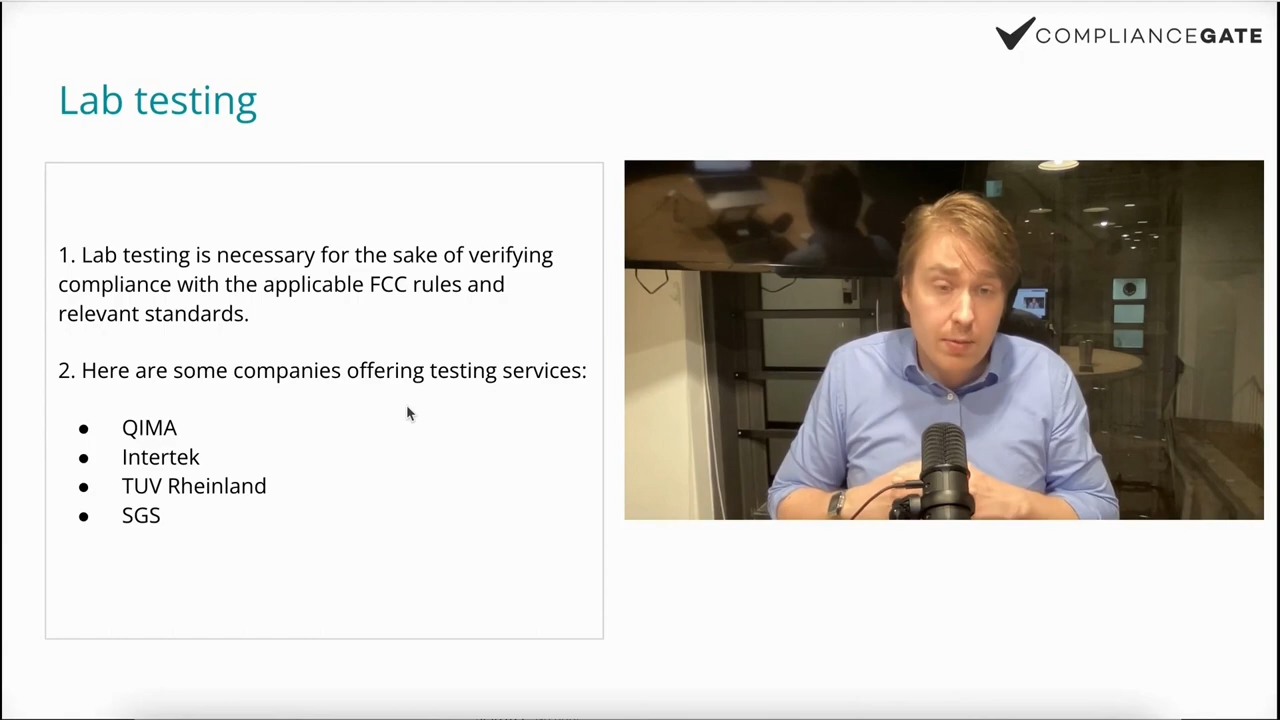 COMPLIANCEGATE
Lab testing
1. Lab testing is necessary for the sake of verifying
compliance with the applicable FCC rules and
relevant standards.
2. Here are some companies offering testing services:
● QIMA
● Intertek
● TUV Rheinland
● SGS